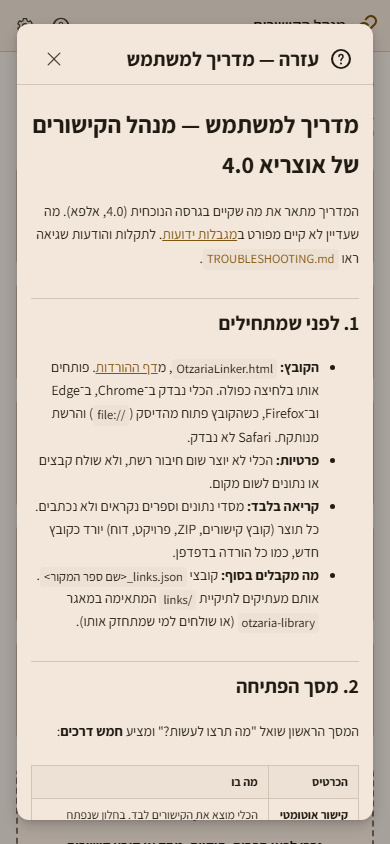 מנהל הקישורים
עזרה — מדריך למשתמש
מדריך למשתמש — מנהל הקישורים
של אוצריא 4.0
המדריך מתאר את מה שקיים בגרסה הנוכחית (4.0, אלפא). מה
שעדיין לא קיים מפורט במגבלות ידועות. לתקלות והודעות שגיאה
ראו TROUBLESHOOTING.md.
1. לפני שמתחילים
הקובץ: OtzariaLinker.html, מדף ההורדות. פותחים
אותו בלחיצה כפולה. הכלי נבדק ב־Chrome, ב־Edge
וב־Firefox, כשהקובץ פתוח מהדיסק (file://) והרשת
מנותקת. Safari לא נבדק.
פרטיות: הכלי לא יוצר שום חיבור רשת, ולא שולח קבצים
או נתונים לשום מקום.
קריאה בלבד: מסדי נתונים וספרים נקראים ולא נכתבים.
כל תוצר (קובץ קישורים, ZIP, פרויקט, דוח) יורד כקובץ
חדש, כמו כל הורדה בדפדפן.
מה מקבלים בסוף: קובצי <שם ספר המקור>_links.json.
אותם מעתיקים לתיקיית links/ המתאימה במאגר
otzaria-library (או שולחים למי שמתחזק אותו).
2. מסך הפתיחה
המסך הראשון שואל "מה תרצו לעשות?" ומציע חמש דרכים:
הכרטיס מה בו
קישור אוטומטי הכלי מוצא את הקישורים לבד. בחלון שנפתח